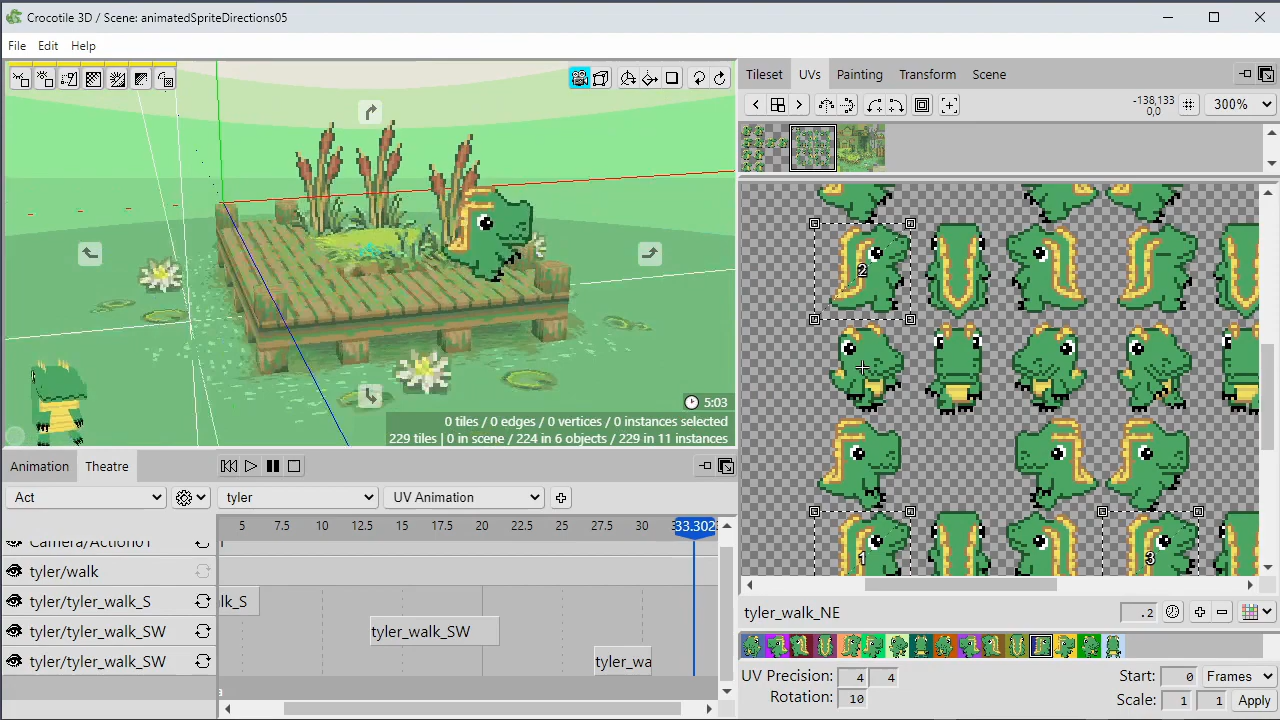 Crocotile 3D / Scene: animatedSpriteDirections05
File Edit Help
Tileset UVs Painting Transform Scene
-138,133
0,0
300%
2
1
3
5:03
0 tiles / 0 edges / 0 vertices / 0 instances selected
229 tiles | 0 in scene / 224 in 6 objects / 229 in 11 instances
Animation Theatre
Act tyler UV Animation
5 7.5 10 12.5 15 17.5 20 22.5 25 27.5 30 33.302
Camera/Action01
tyler/walk
tyler/tyler_walk_S lk_S
tyler/tyler_walk_SW tyler_walk_SW
tyler/tyler_walk_SW tyler_wa
a
tyler_walk_NE .2
UV Precision: 4 4 Start: 0 Frames
Rotation: 10 Scale: 1 1 Apply